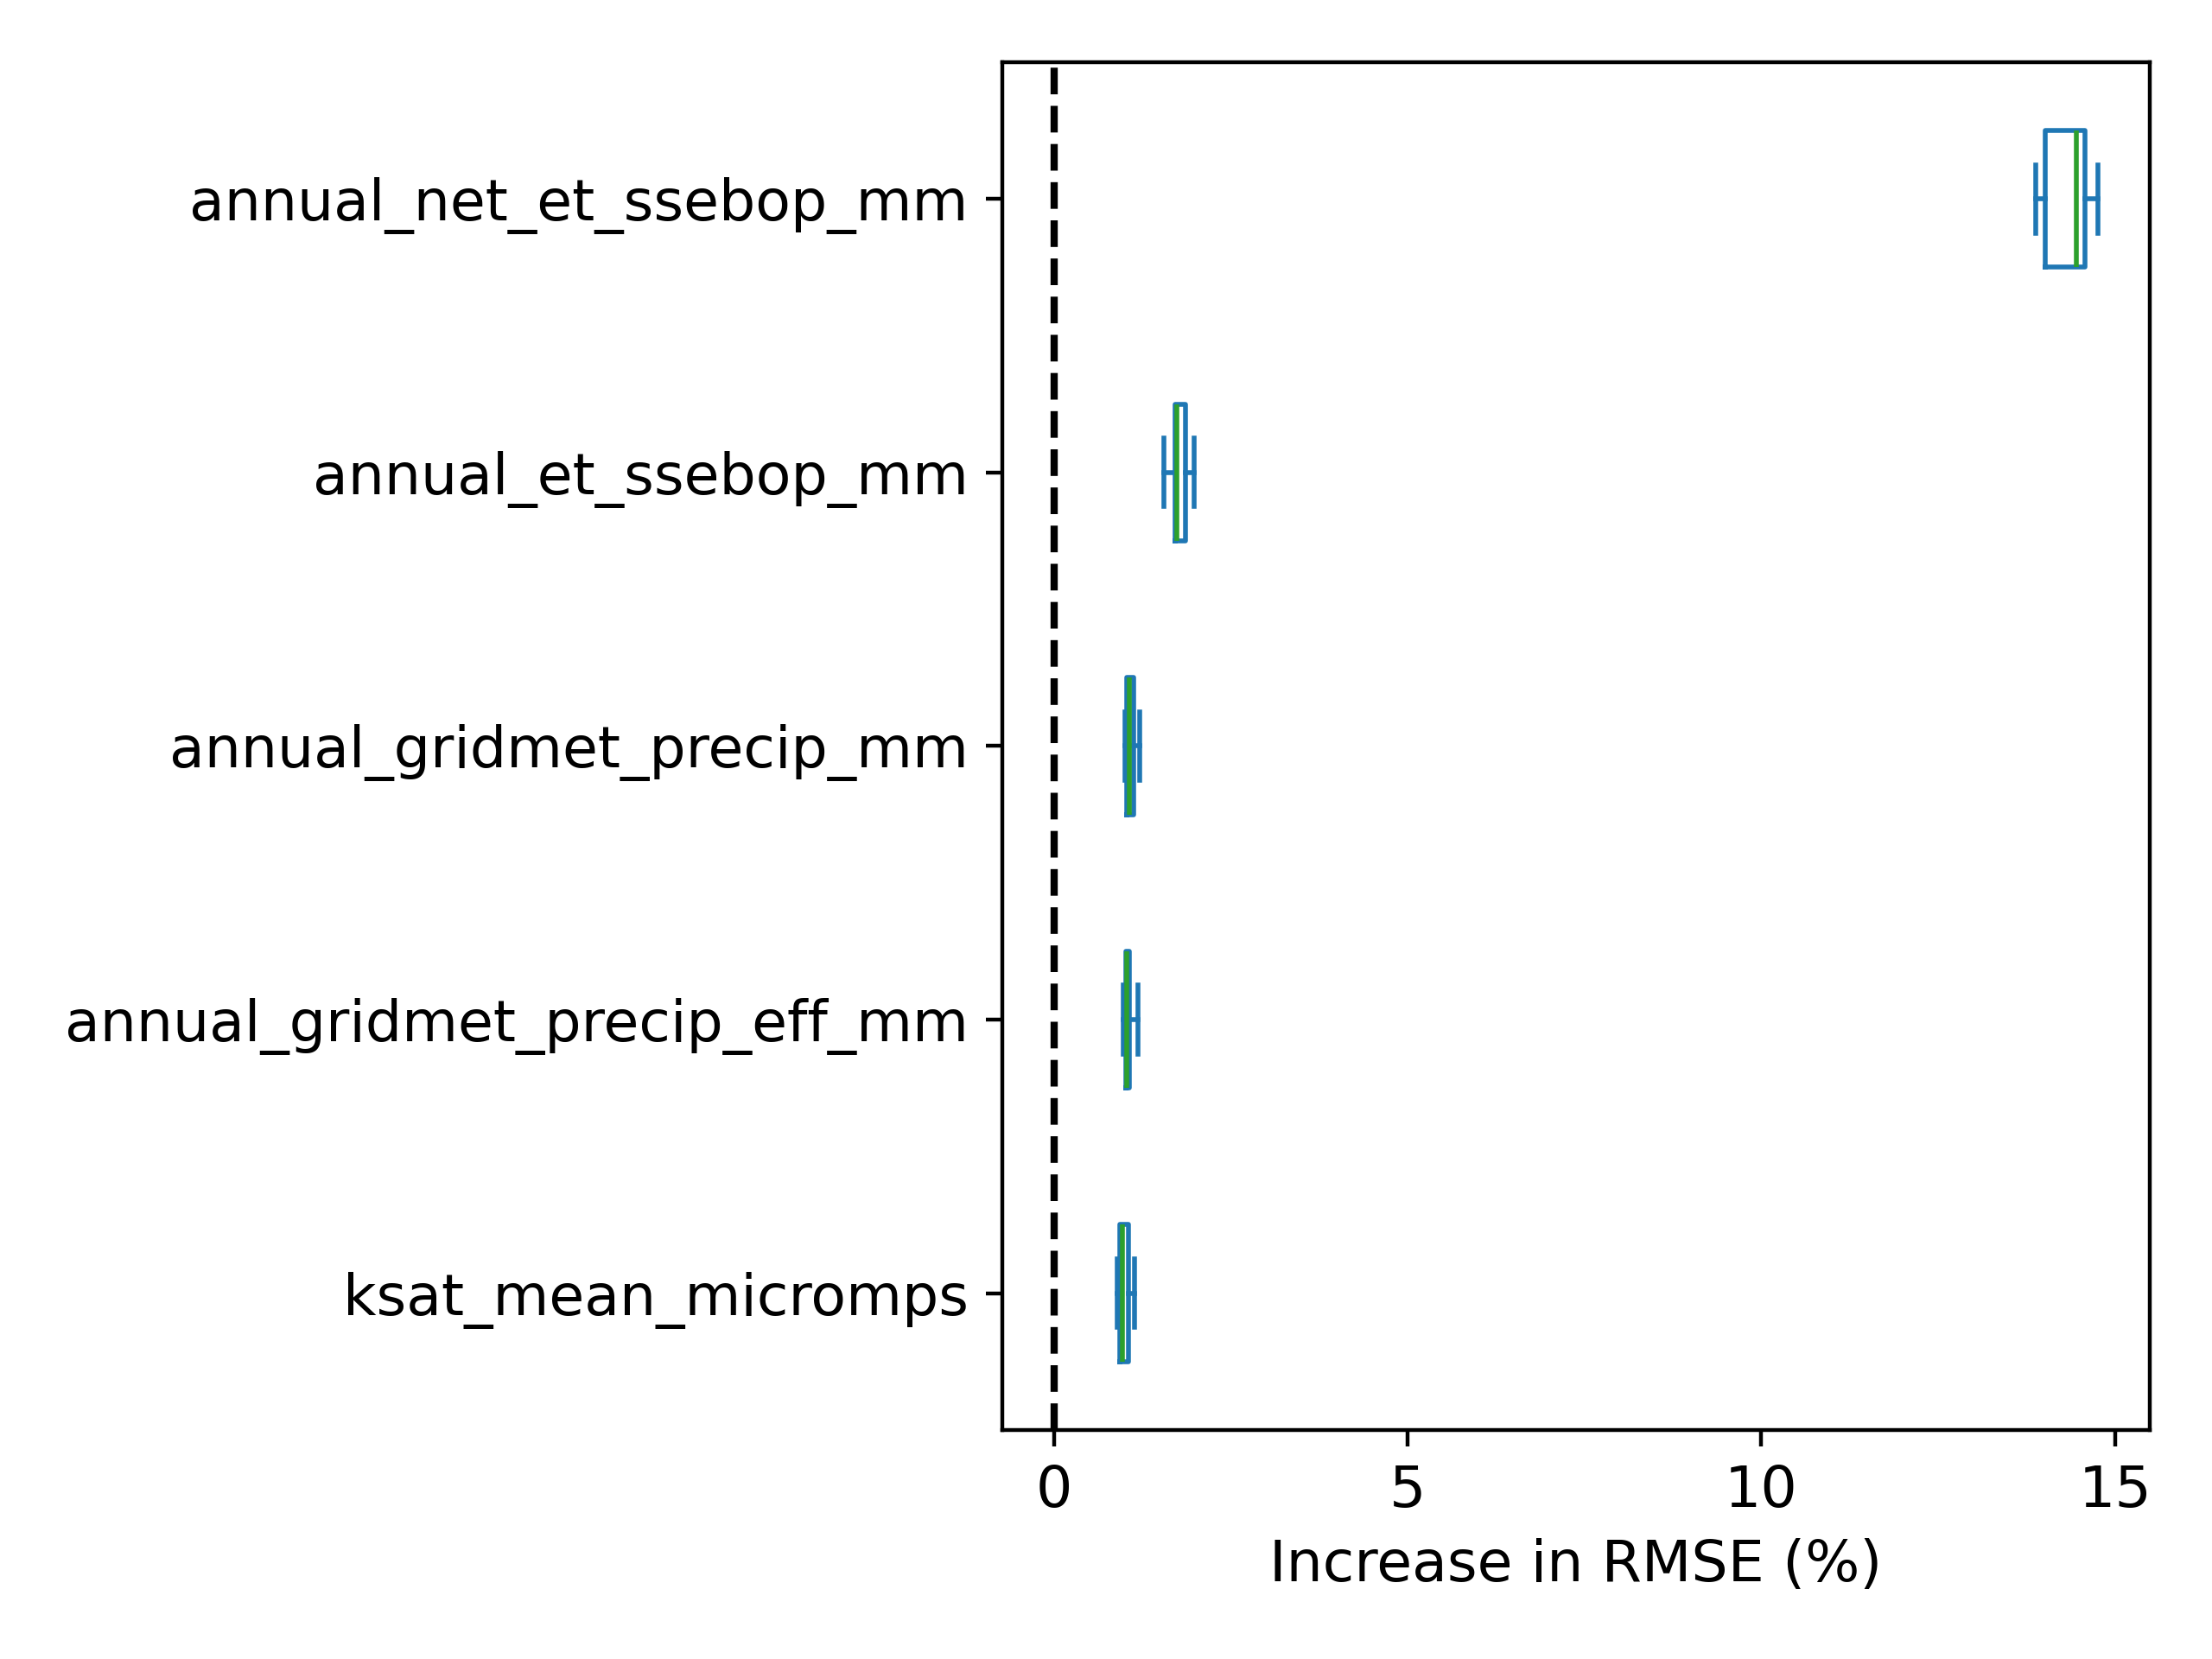 annual_net_et_ssebop_mm
annual_et_ssebop_mm
annual_gridmet_precip_mm
annual_gridmet_precip_eff_mm
ksat_mean_micromps
0 5 10 15
Increase in RMSE (%)